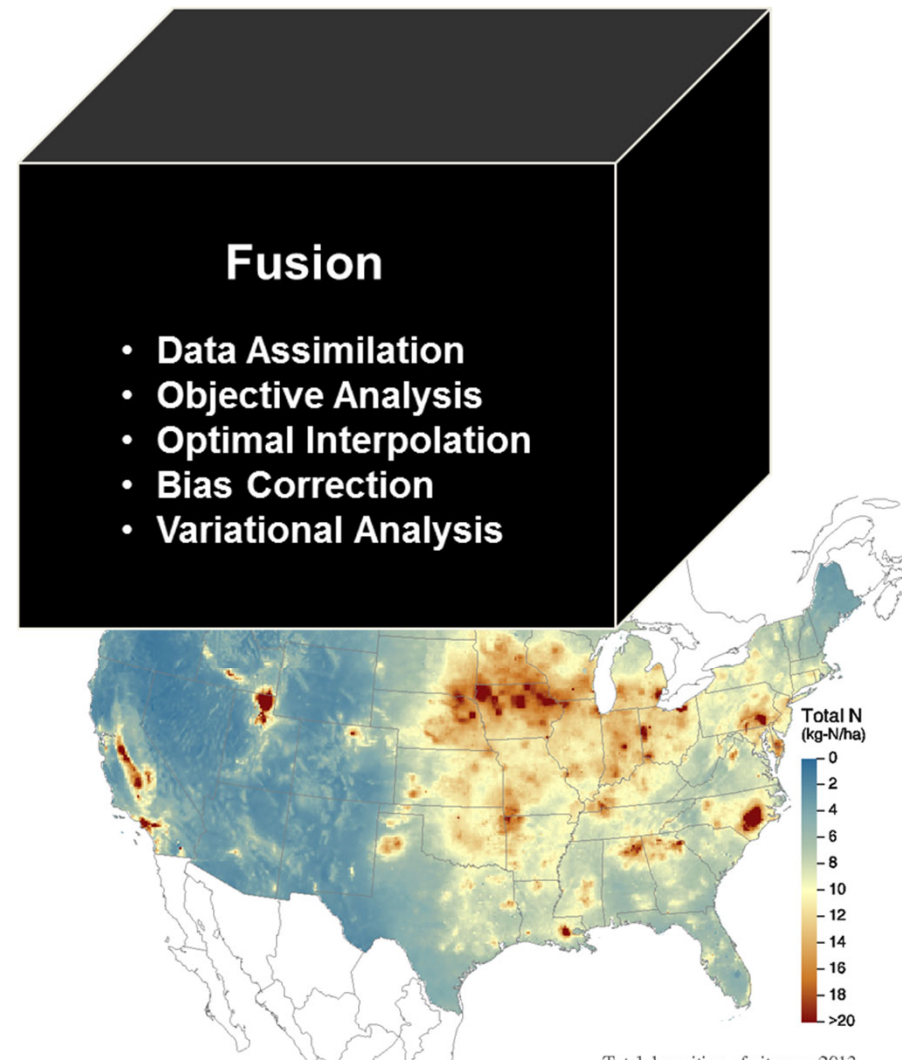 Fusion
• Data Assimilation
• Objective Analysis
• Optimal Interpolation
• Bias Correction
• Variational Analysis
Total N
(kg-N/ha)
0
2
4
6
8
10
12
14
16
18
>20